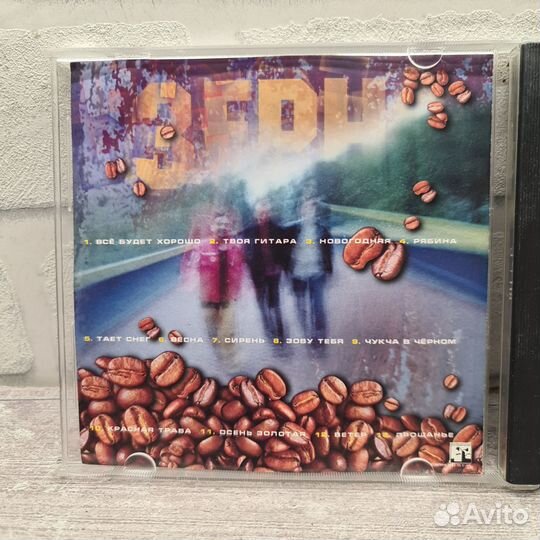 ЗЕРН
1. ВСЁ БУДЕТ ХОРОШО 2. ТВОЯ ГИТАРА 3. НОВОГОДНЯЯ 4. РЯБИНА
5. ТАЕТ СНЕГ 6. ВЕСНА 7. СИРЕНЬ 8. ЗОВУ ТЕБЯ 9. ЧУКЧА В ЧЁРНОМ
10. КРАСНАЯ ТРАВА 11. ОСЕНЬ ЗОЛОТАЯ 12. ВЕТЕР 13. ПРОЩАНЬЕ
Avito